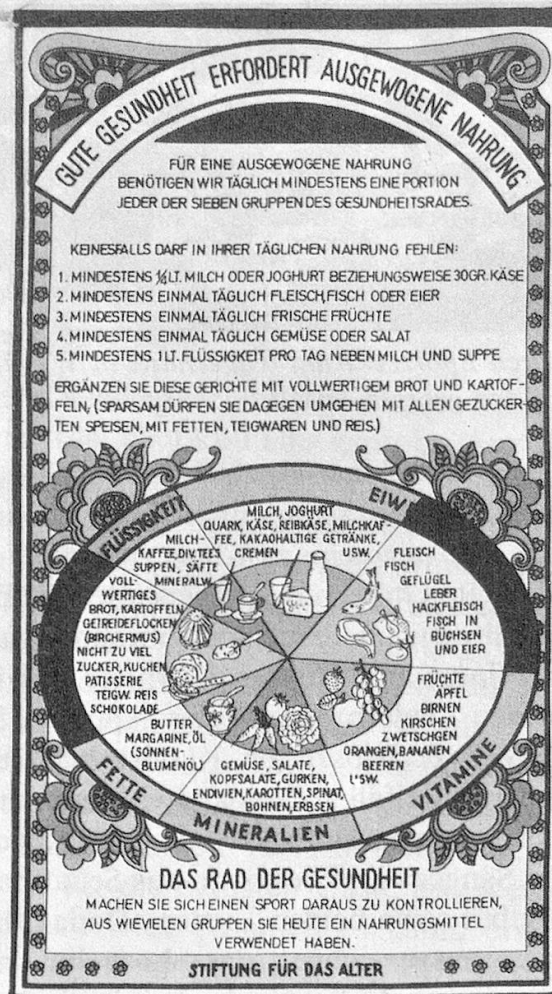 GUTE GESUNDHEIT ERFORDERT AUSGEWOGENE NAHRUNG
FÜR EINE AUSGEWOGENE NAHRUNG
BENÖTIGEN WIR TÄGLICH MINDESTENS EINE PORTION
JEDER DER SIEBEN GRUPPEN DES GESUNDHEITSRADES.
KEINESFALLS DARF IN IHRER TÄGLICHEN NAHRUNG FEHLEN:
1. MINDESTENS LT. MILCH ODER JOGHURT BEZIEHUNGSWEISE 30GR. KÄSE
2. MINDESTENS EINMAL TÄGLICH FLEISCH, FISCH ODER EIER
3. MINDESTENS EINMAL TÄGLICH FRISCHE FRÜCHTE
4. MINDESTENS EINMAL TÄGLICH GEMÜSE ODER SALAT
5. MINDESTENS 1 LT. FLÜSSIGKEIT PRO TAG NEBEN MILCH UND SUPPE
ERGÄNZEN SIE DIESE GERICHTE MIT VOLLWERTIGEM BROT UND KARTOF-
FELN, (SPARSAM DÜRFEN SIE DAGEGEN UMGEHEN MIT ALLEN GEZUCKER-
TEN SPEISEN, MIT FETTEN, TEIGWAREN UND REIS.)
FLÜSSIGKEIT
EIW
MILCH, JOGHURT
QUARK, KÄSE, REIBKÄSE, MILCHKAF-
FEE, KAKAOHALTIGE GETRÄNKE,
CREMEN USW.
MILCH-
KAFFEE, DIV. TEES
SUPPEN, SÄFTE
MINERALW.
FLEISCH
FISCH
GEFLÜGEL
LEBER
HACKFLEISCH
FISCH IN
BÜCHSEN
UND EIER
VOLL-
WERTIGES
BROT, KARTOFFELN
GETREIDEFLOCKEN
(BIRCHERMUS)
NICHT ZU VIEL
ZUCKER, KUCHEN
PATISSERIE
TEIGW. REIS
SCHOKOLADE
FRÜCHTE
ÄPFEL
BIRNEN
KIRSCHEN
ZWETSCHGEN
ORANGEN, BANANEN
BEEREN
USW.
BUTTER
MARGARINE, ÖL
(SONNEN-
BLUMENÖL)
GEMÜSE, SALATE,
KOPFSALATE, GURKEN,
ENDIVIEN, KAROTTEN, SPINAT,
BOHNEN, ERBSEN
FETTE
MINERALIEN
VITAMINE
DAS RAD DER GESUNDHEIT
MACHEN SIE SICH EINEN SPORT DARAUS ZU KONTROLLIEREN,
AUS WIEVIELEN GRUPPEN SIE HEUTE EIN NAHRUNGSMITTEL
VERWENDET HABEN.
STIFTUNG FÜR DAS ALTER